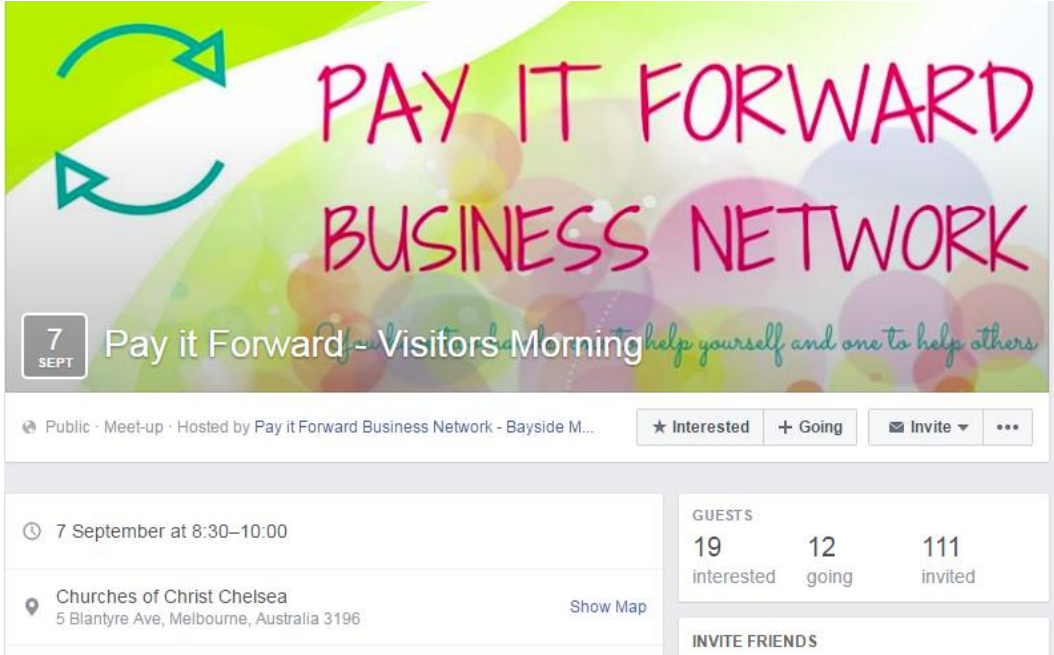 PAY IT FORWARD
BUSINESS NETWORK
help yourself and one to help others
7
SEPT
Pay it Forward - Visitors Morning
Public · Meet-up · Hosted by Pay it Forward Business Network - Bayside M...
★ Interested
+ Going
Invite
7 September at 8:30–10:00
Churches of Christ Chelsea
5 Blantyre Ave, Melbourne, Australia 3196
Show Map
GUESTS
19 12 111
interested going invited
INVITE FRIENDS